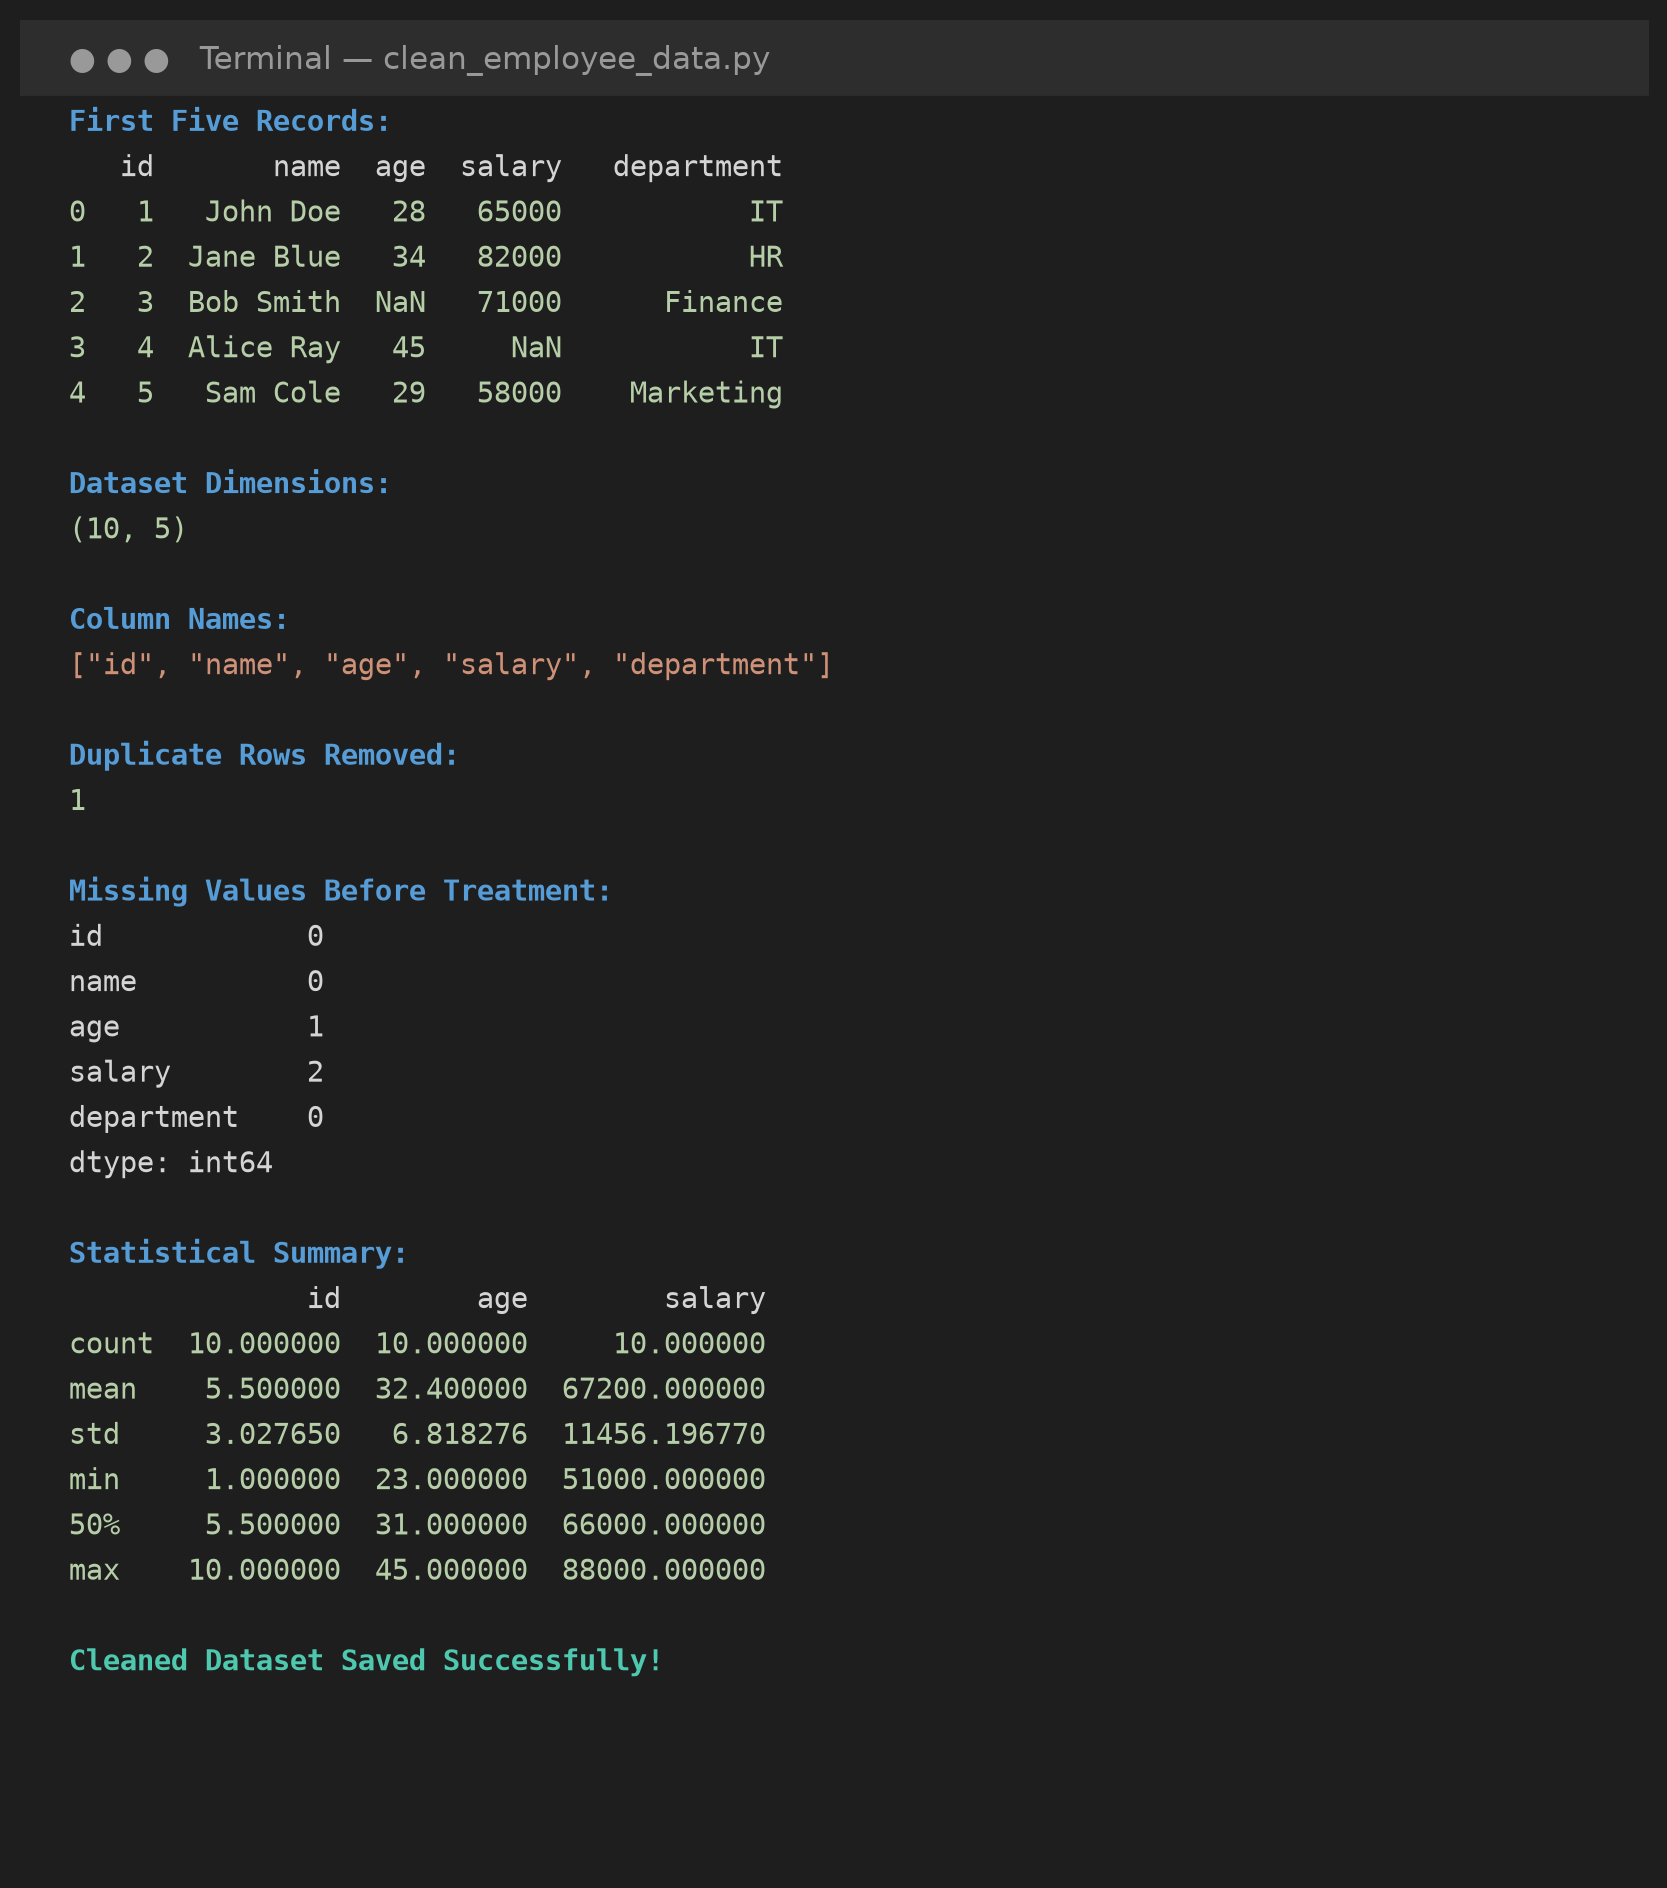 ●●● Terminal — clean_employee_data.py
First Five Records:
   id       name  age  salary   department
0   1   John Doe   28   65000           IT
1   2  Jane Blue   34   82000           HR
2   3  Bob Smith  NaN   71000      Finance
3   4  Alice Ray   45     NaN           IT
4   5   Sam Cole   29   58000    Marketing

Dataset Dimensions:
(10, 5)

Column Names:
["id", "name", "age", "salary", "department"]

Duplicate Rows Removed:
1

Missing Values Before Treatment:
id            0
name          0
age           1
salary        2
department    0
dtype: int64

Statistical Summary:
              id        age        salary
count  10.000000  10.000000     10.000000
mean    5.500000  32.400000  67200.000000
std     3.027650   6.818276  11456.196770
min     1.000000  23.000000  51000.000000
50%     5.500000  31.000000  66000.000000
max    10.000000  45.000000  88000.000000

Cleaned Dataset Saved Successfully!